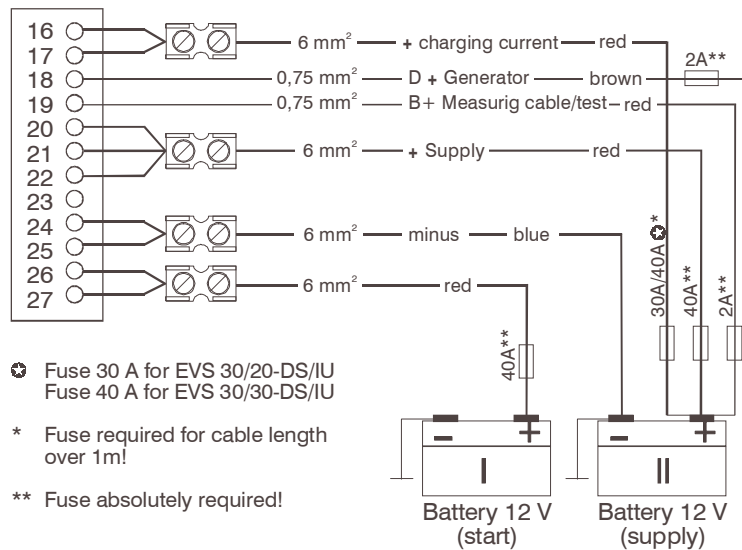 16
17
18
19
20
21
22
23
24
25
26
27
6 mm² + charging current red
0,75 mm² D + Generator brown 2A**
0,75 mm² B+ Measurig cable/test red
6 mm² + Supply red
6 mm² minus blue
6 mm² red
40A**
30A/40A✪*
40A**
2A**
✪ Fuse 30 A for EVS 30/20-DS/IU
Fuse 40 A for EVS 30/30-DS/IU
* Fuse required for cable length
over 1m!
** Fuse absolutely required!
– +
I
Battery 12 V
(start)
– +
II
Battery 12 V
(supply)